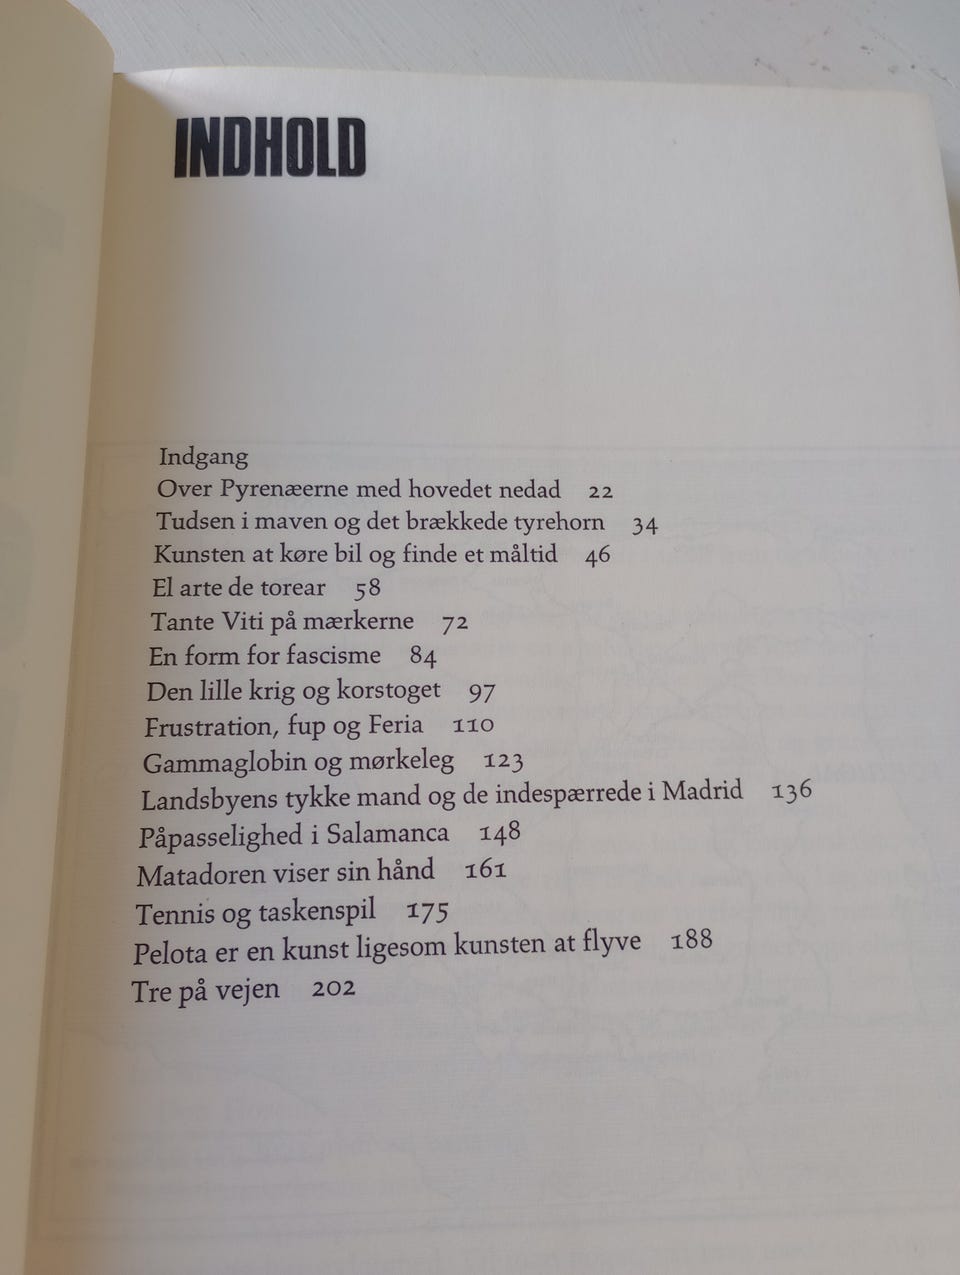 INDHOLD
Indgang
Over Pyrenæerne med hovedet nedad 22
Tudsen i maven og det brækkede tyrehorn 34
Kunsten at køre bil og finde et måltid 46
El arte de torear 58
Tante Viti på mærkerne 72
En form for fascisme 84
Den lille krig og korstoget 97
Frustration, fup og Feria 110
Gammaglobin og mørkeleg 123
Landsbyens tykke mand og de indespærrede i Madrid 136
Påpasselighed i Salamanca 148
Matadoren viser sin hånd 161
Tennis og taskenspil 175
Pelota er en kunst ligesom kunsten at flyve 188
Tre på vejen 202